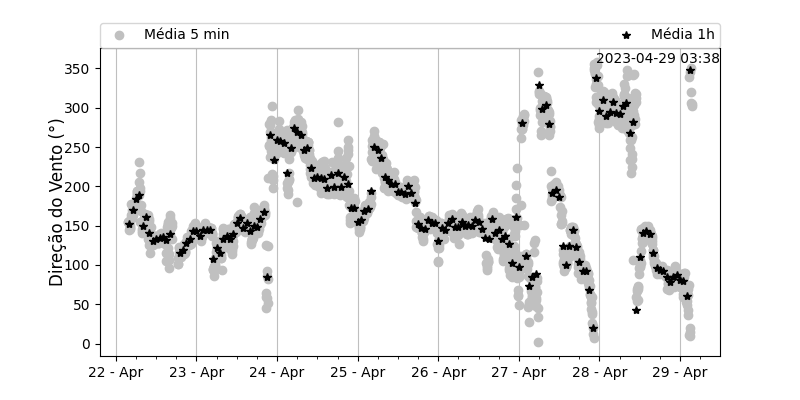 Média 5 min
Média 1h
2023-04-29 03:38
Direção do Vento (°)
350
300
250
200
150
100
50
0
22 - Apr
23 - Apr
24 - Apr
25 - Apr
26 - Apr
27 - Apr
28 - Apr
29 - Apr